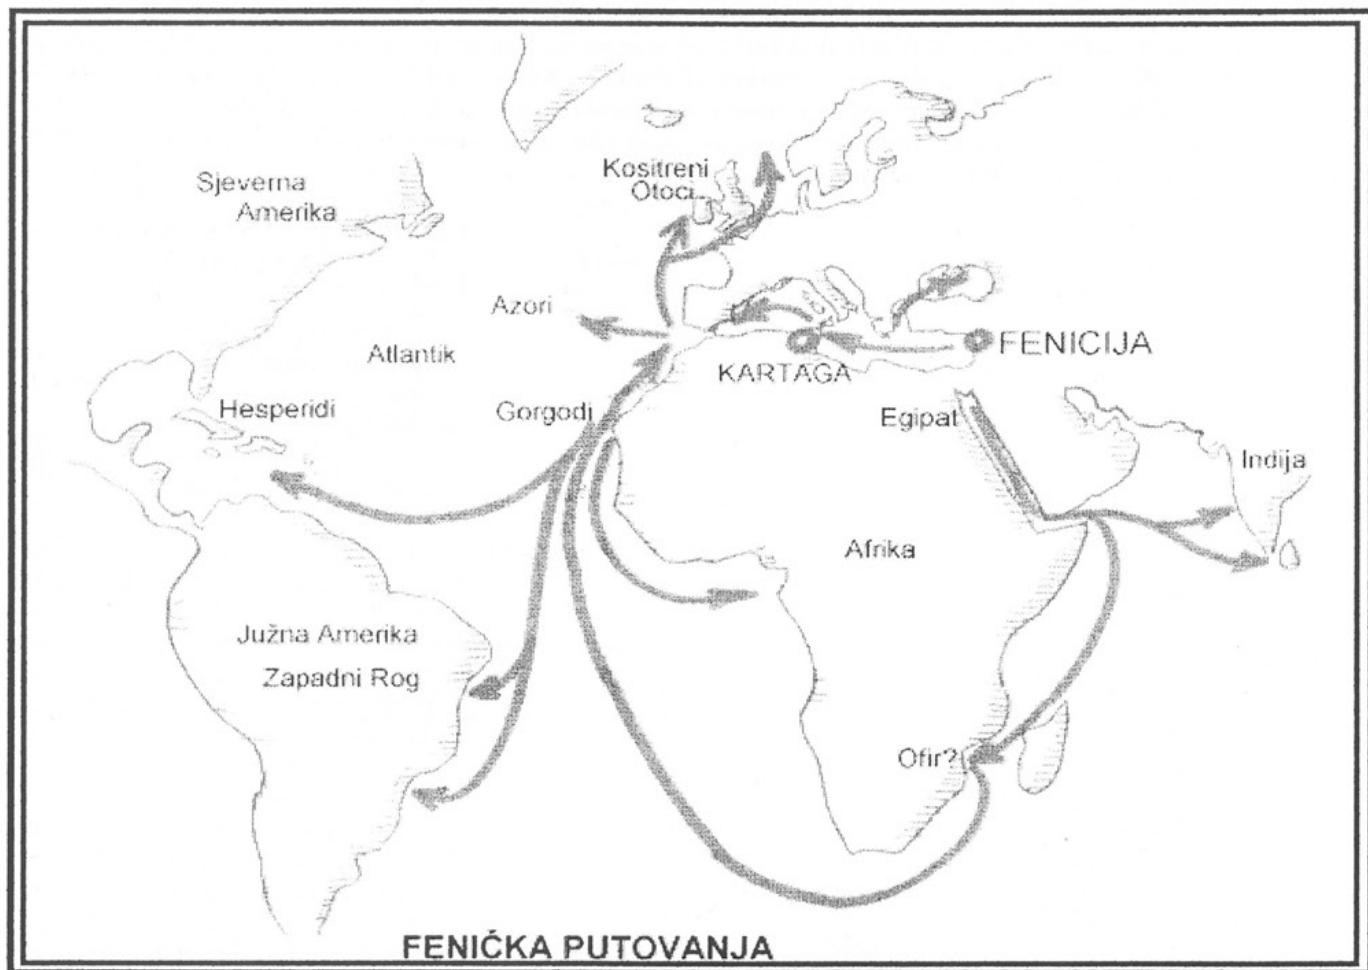 Kositreni
Otoci
Sjeverna
Amerika
Azori
Atlantik
FENICIJA
KARTAGA
Hesperidi
Gorgodi
Egipat
Indija
Afrika
Južna Amerika
Zapadni Rog
Ofir?
FENIČKA PUTOVANJA